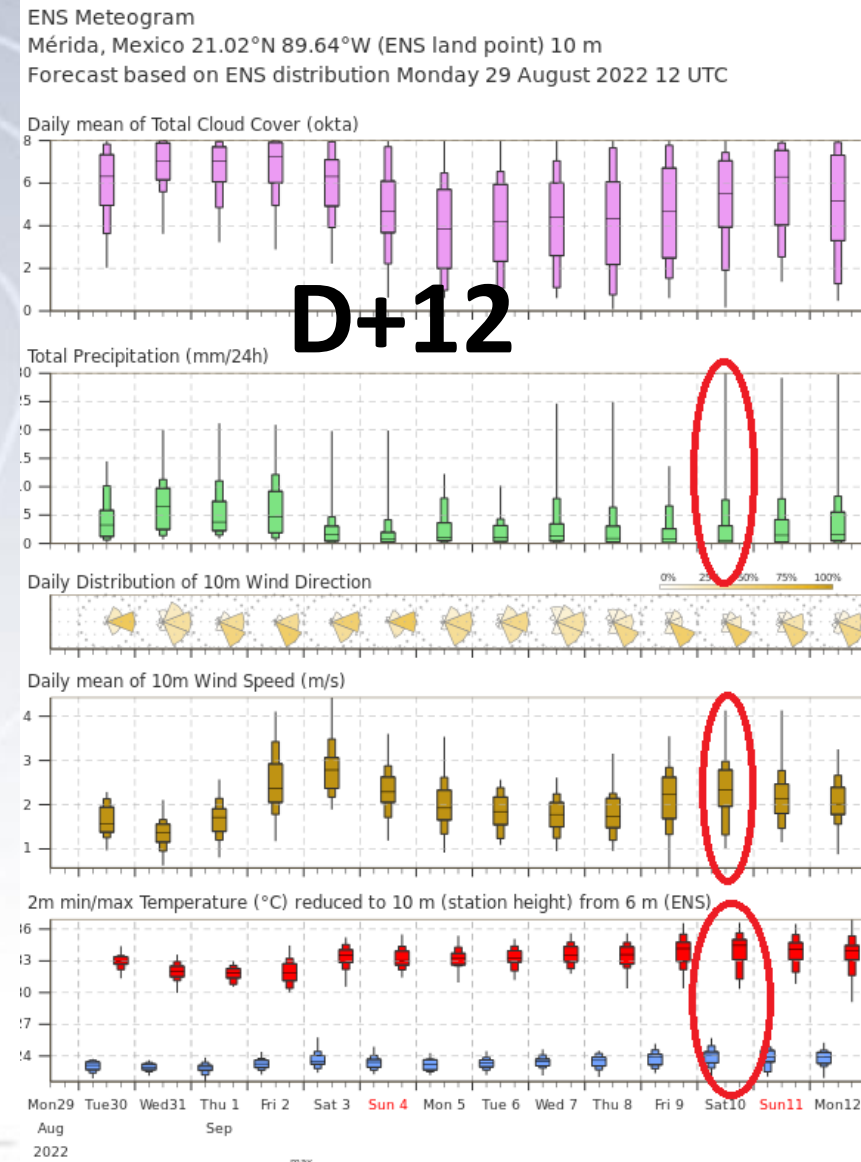 ENS Meteogram
Mérida, Mexico 21.02°N 89.64°W (ENS land point) 10 m
Forecast based on ENS distribution Monday 29 August 2022 12 UTC
Daily mean of Total Cloud Cover (okta)
8
6
4
2
0
D+12
Total Precipitation (mm/24h)
25
5
0
Daily Distribution of 10m Wind Direction
0% 50% 75% 100%
Daily mean of 10m Wind Speed (m/s)
4
3
2
1
2m min/max Temperature (°C) reduced to 10 m (station height) from 6 m (ENS)
Mon29 Tue30 Wed31 Thu 1 Fri 2 Sat 3 Sun 4 Mon 5 Tue 6 Wed 7 Thu 8 Fri 9 Sat10 Sun11 Mon12
Aug Sep
2022
max